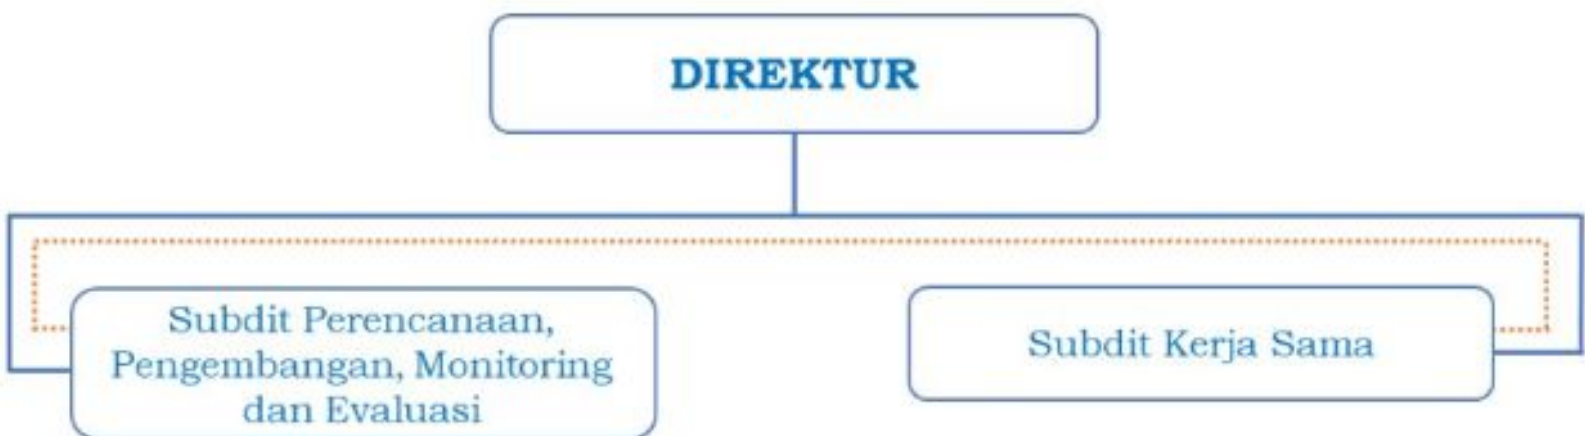 DIREKTUR
Subdit Perencanaan,
Pengembangan, Monitoring
dan Evaluasi
Subdit Kerja Sama